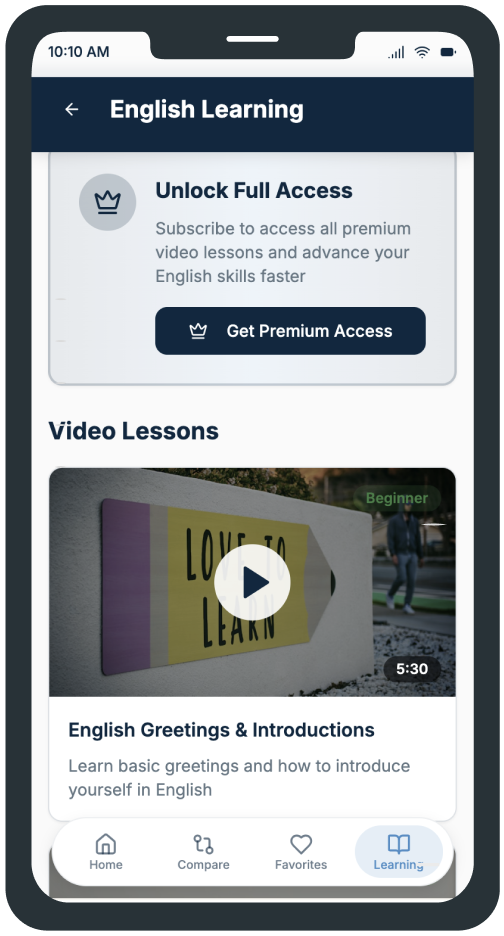 10:10 AM
English Learning
Unlock Full Access
Subscribe to access all premium
video lessons and advance your
English skills faster
Get Premium Access
Video Lessons
Beginner
LOVE TO
LEARN
5:30
English Greetings & Introductions
Learn basic greetings and how to introduce
yourself in English
Home
Compare
Favorites
Learning